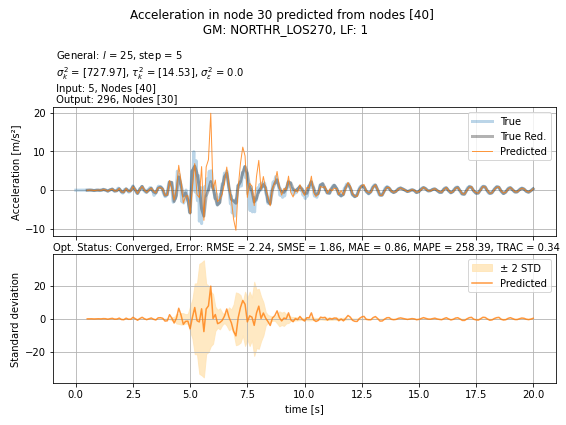 Acceleration in node 30 predicted from nodes [40]
GM: NORTHR_LOS270, LF: 1
General: l = 25, step = 5
σ²ₖ = [727.97], τ²ₖ = [14.53], σ²ε = 0.0
Input: 5, Nodes [40]
Output: 296, Nodes [30]
20
10
0
−10
Acceleration [m/s²]
True
True Red.
Predicted
Opt. Status: Converged, Error: RMSE = 2.24, SMSE = 1.86, MAE = 0.86, MAPE = 258.39, TRAC = 0.34
20
0
−20
Standard deviation
± 2 STD
Predicted
0.0 2.5 5.0 7.5 10.0 12.5 15.0 17.5 20.0
time [s]